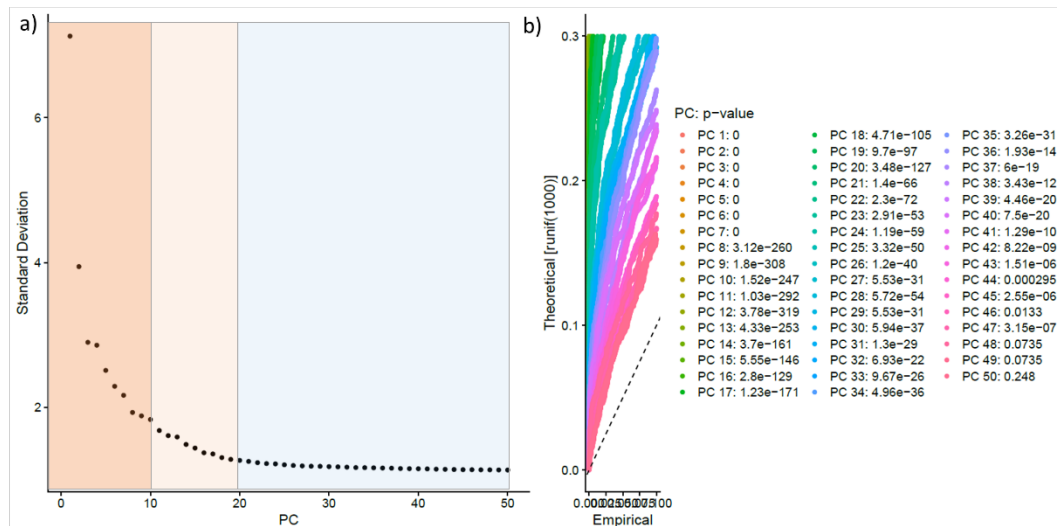 a)
6
4
2
Standard Deviation
0
10
20
30
40
50
PC
b)
0.3
0.2
0.1
0.0
Theoretical [runif(1000)]
Empirical
PC: p-value
PC 1: 0
PC 2: 0
PC 3: 0
PC 4: 0
PC 5: 0
PC 6: 0
PC 7: 0
PC 8: 3.12e-260
PC 9: 1.8e-308
PC 10: 1.52e-247
PC 11: 1.03e-292
PC 12: 3.78e-319
PC 13: 4.33e-253
PC 14: 3.7e-161
PC 15: 5.55e-146
PC 16: 2.8e-129
PC 17: 1.23e-171
PC 18: 4.71e-105
PC 19: 9.7e-97
PC 20: 3.48e-127
PC 21: 1.4e-66
PC 22: 2.3e-72
PC 23: 2.91e-53
PC 24: 1.19e-59
PC 25: 3.32e-50
PC 26: 1.2e-40
PC 27: 5.53e-31
PC 28: 5.72e-54
PC 29: 5.53e-31
PC 30: 5.94e-37
PC 31: 1.3e-29
PC 32: 6.93e-22
PC 33: 9.67e-26
PC 34: 4.96e-36
PC 35: 3.26e-31
PC 36: 1.93e-14
PC 37: 6e-19
PC 38: 3.43e-12
PC 39: 4.46e-20
PC 40: 7.5e-20
PC 41: 1.29e-10
PC 42: 8.22e-09
PC 43: 1.51e-06
PC 44: 0.000295
PC 45: 2.55e-06
PC 46: 0.0133
PC 47: 3.15e-07
PC 48: 0.0735
PC 49: 0.0735
PC 50: 0.248